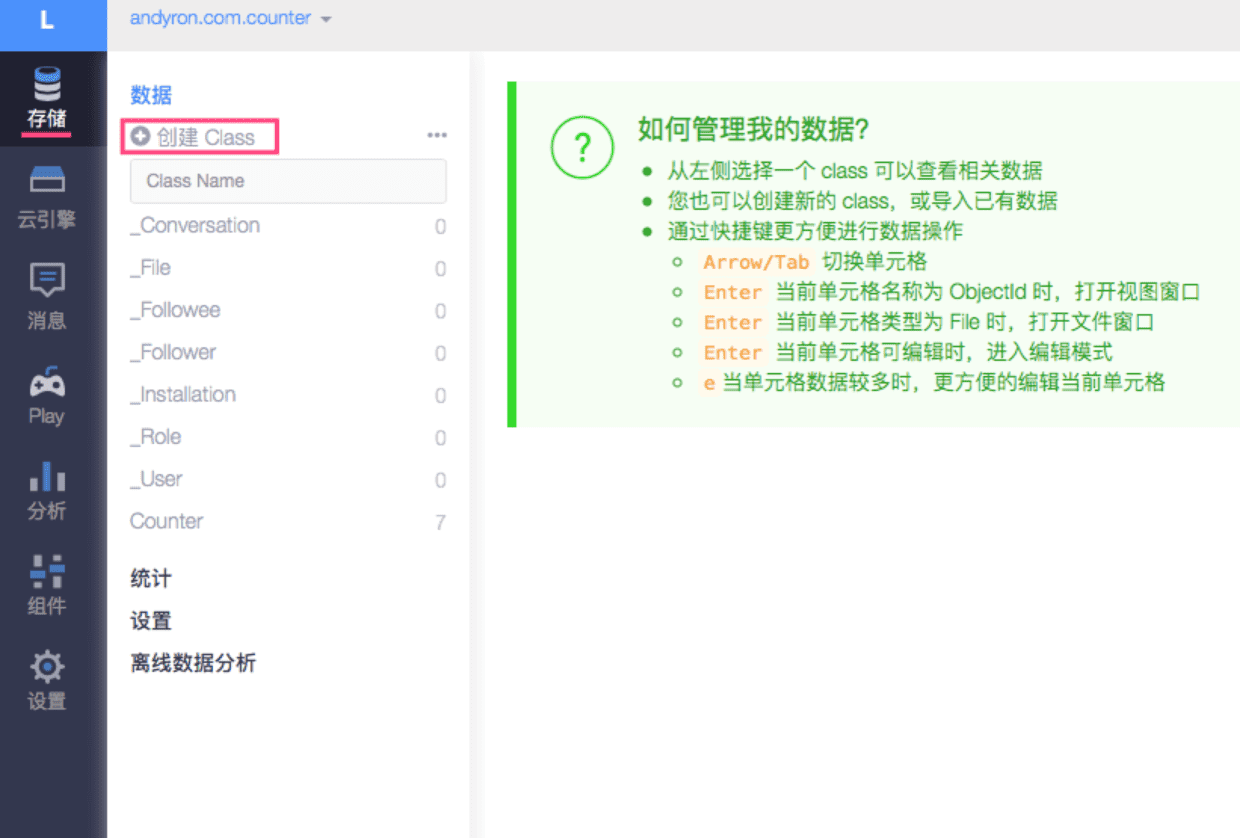 L
andyron.com.counter
存储
云引擎
消息
Play
分析
组件
设置
数据
创建 Class
Class Name
_Conversation 0
_File 0
_Followee 0
_Follower 0
_Installation 0
_Role 0
_User 0
Counter 7
统计
设置
离线数据分析
?
如何管理我的数据?
从左侧选择一个 class 可以查看相关数据
您也可以创建新的 class，或导入已有数据
通过快捷键更方便进行数据操作
Arrow/Tab 切换单元格
Enter 当前单元格名称为 ObjectId 时，打开视图窗口
Enter 当前单元格类型为 File 时，打开文件窗口
Enter 当前单元格可编辑时，进入编辑模式
e 当单元格数据较多时，更方便的编辑当前单元格